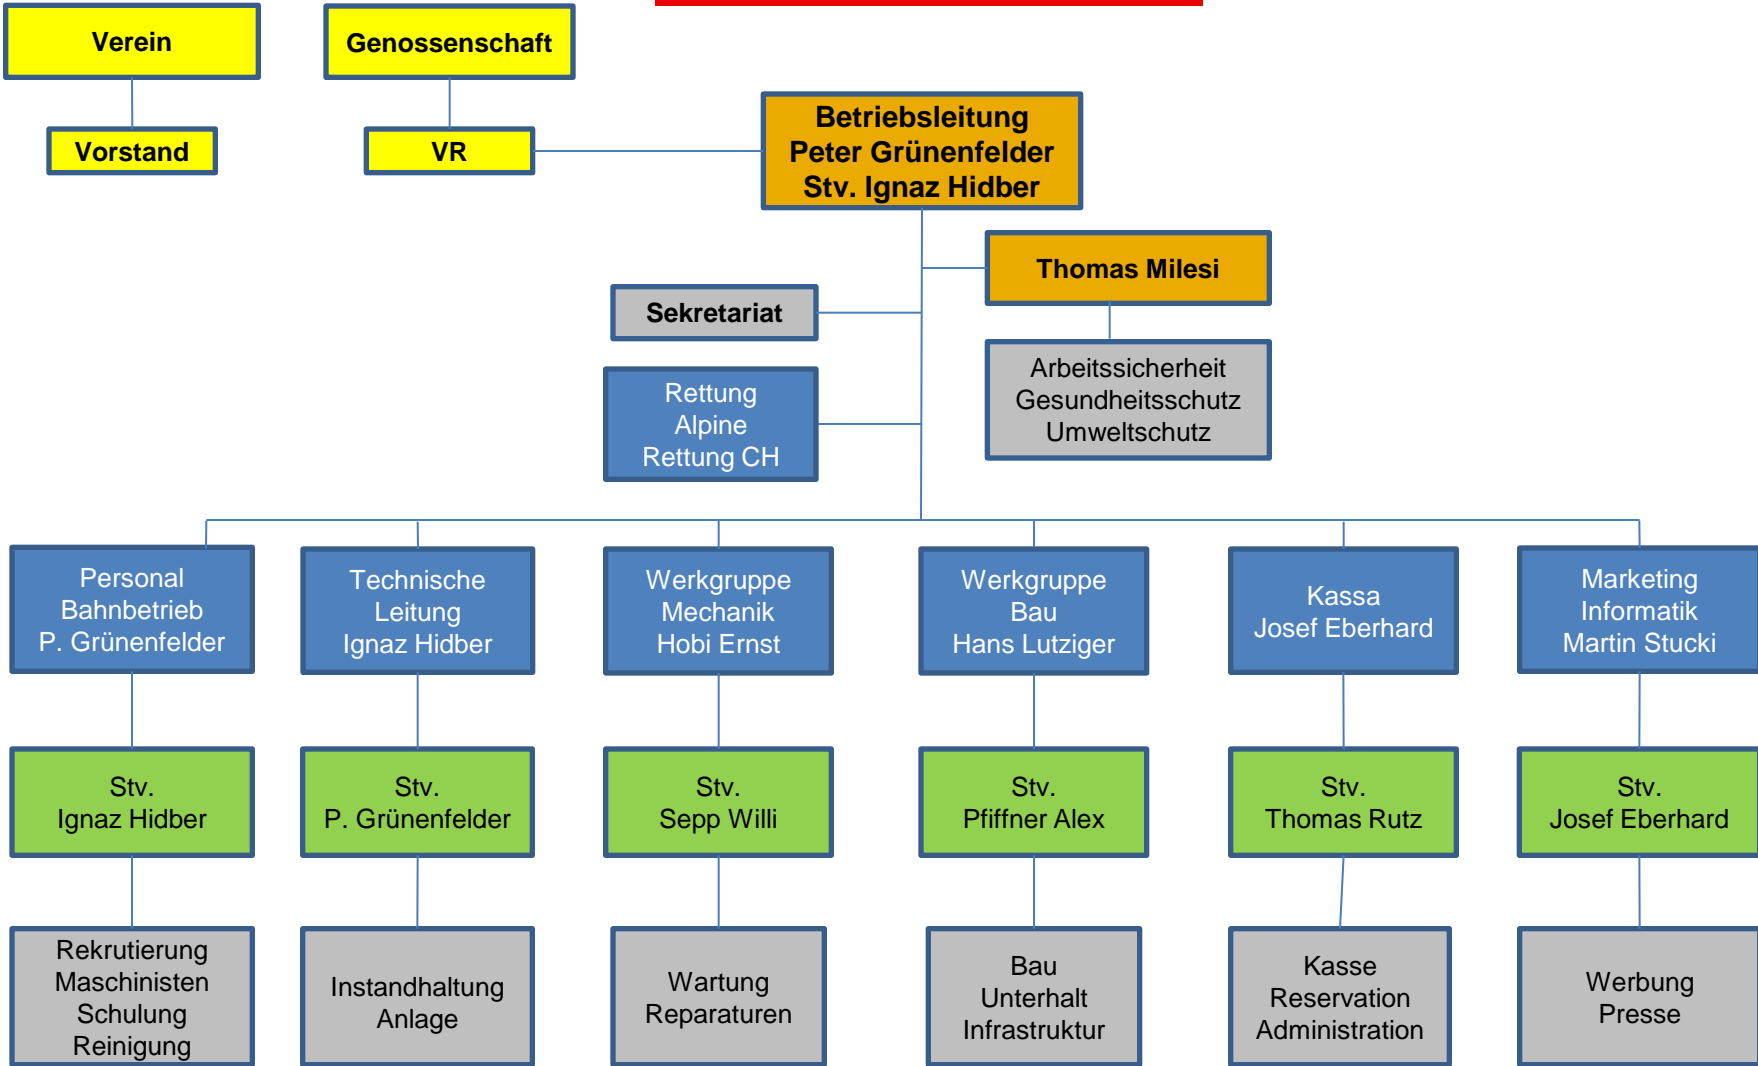 Verein
Genossenschaft
Vorstand
VR
Betriebsleitung
Peter Grünenfelder
Stv. Ignaz Hidber
Thomas Milesi
Sekretariat
Arbeitssicherheit
Gesundheitsschutz
Umweltschutz
Rettung
Alpine
Rettung CH
Personal
Bahnbetrieb
P. Grünenfelder
Technische
Leitung
Ignaz Hidber
Werkgruppe
Mechanik
Hobi Ernst
Werkgruppe
Bau
Hans Lutziger
Kassa
Josef Eberhard
Marketing
Informatik
Martin Stucki
Stv.
Ignaz Hidber
Stv.
P. Grünenfelder
Stv.
Sepp Willi
Stv.
Pfiffner Alex
Stv.
Thomas Rutz
Stv.
Josef Eberhard
Rekrutierung
Maschinisten
Schulung
Reinigung
Instandhaltung
Anlage
Wartung
Reparaturen
Bau
Unterhalt
Infrastruktur
Kasse
Reservation
Administration
Werbung
Presse